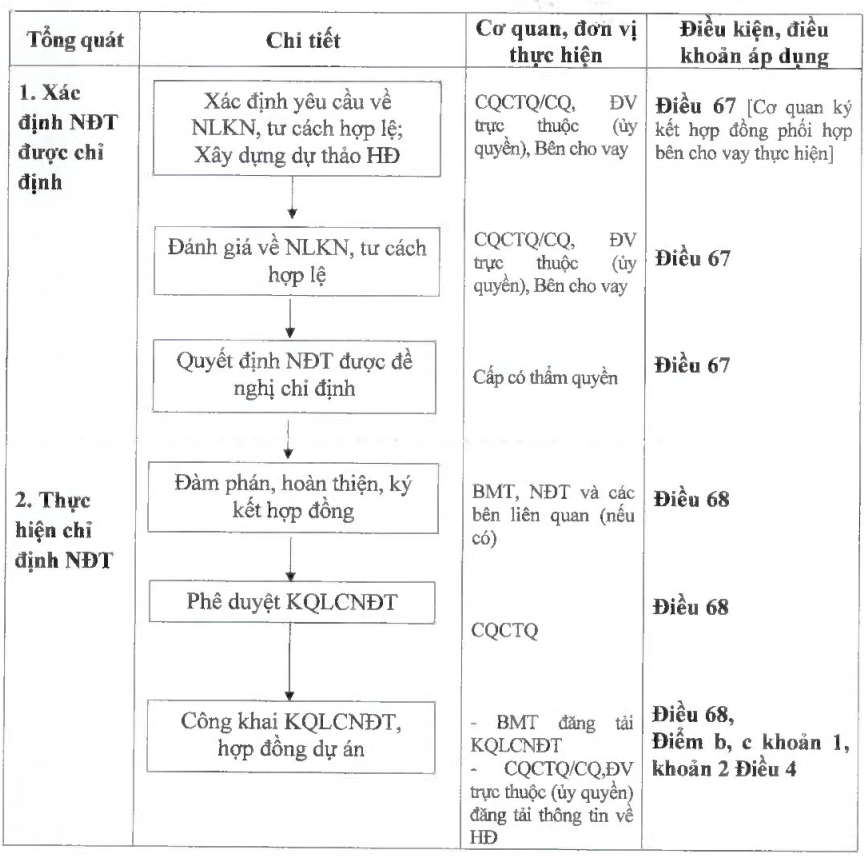 Tổng quát
Chi tiết
Cơ quan, đơn vị
thực hiện
Điều kiện, điều
khoản áp dụng
1. Xác
định NĐT
được chỉ
định
Xác định yêu cầu về
NLKN, tư cách hợp lệ;
Xây dựng dự thảo HĐ
CQCTQ/CQ, ĐV
trực thuộc (ủy
quyền), Bên cho vay
Điều 67 [Cơ quan ký
kết hợp đồng phối hợp
bên cho vay thực hiện]
Đánh giá về NLKN, tư cách
hợp lệ
CQCTQ/CQ, ĐV
trực thuộc (ủy
quyền), Bên cho vay
Điều 67
Quyết định NĐT được đề
nghị chỉ định
Cấp có thẩm quyền
Điều 67
2. Thực
hiện chỉ
định NĐT
Đàm phán, hoàn thiện, ký
kết hợp đồng
BMT, NĐT và các
bên liên quan (nếu
có)
Điều 68
Phê duyệt KQLCNĐT
CQCTQ
Điều 68
Công khai KQLCNĐT,
hợp đồng dự án
- BMT đăng tải
KQLCNĐT
- CQCTQ/CQ,ĐV
trực thuộc (ủy quyền)
đăng tải thông tin về
HĐ
Điều 68,
Điểm b, c khoản 1,
khoản 2 Điều 4